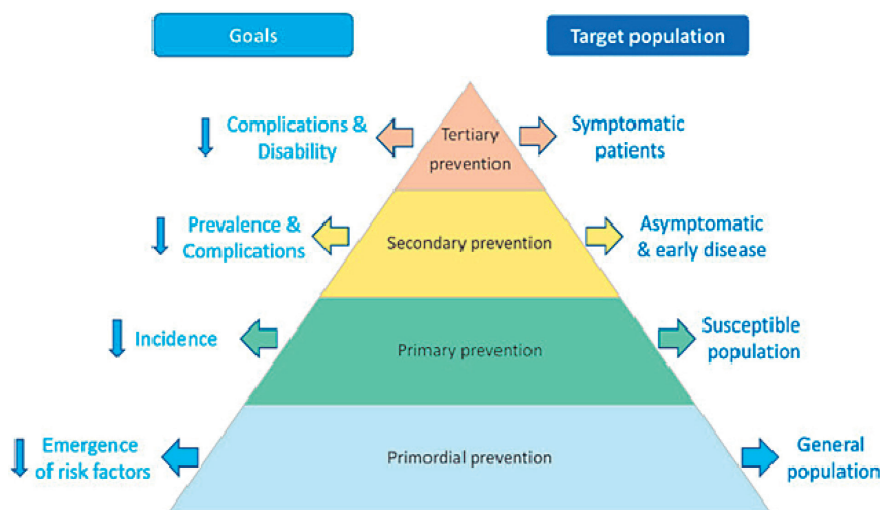 Goals
Target population
Complications &
Disability
Tertiary
prevention
Symptomatic
patients
Prevalence &
Complications
Secondary prevention
Asymptomatic
& early disease
Incidence
Primary prevention
Susceptible
population
Emergence
of risk factors
Primordial prevention
General
population